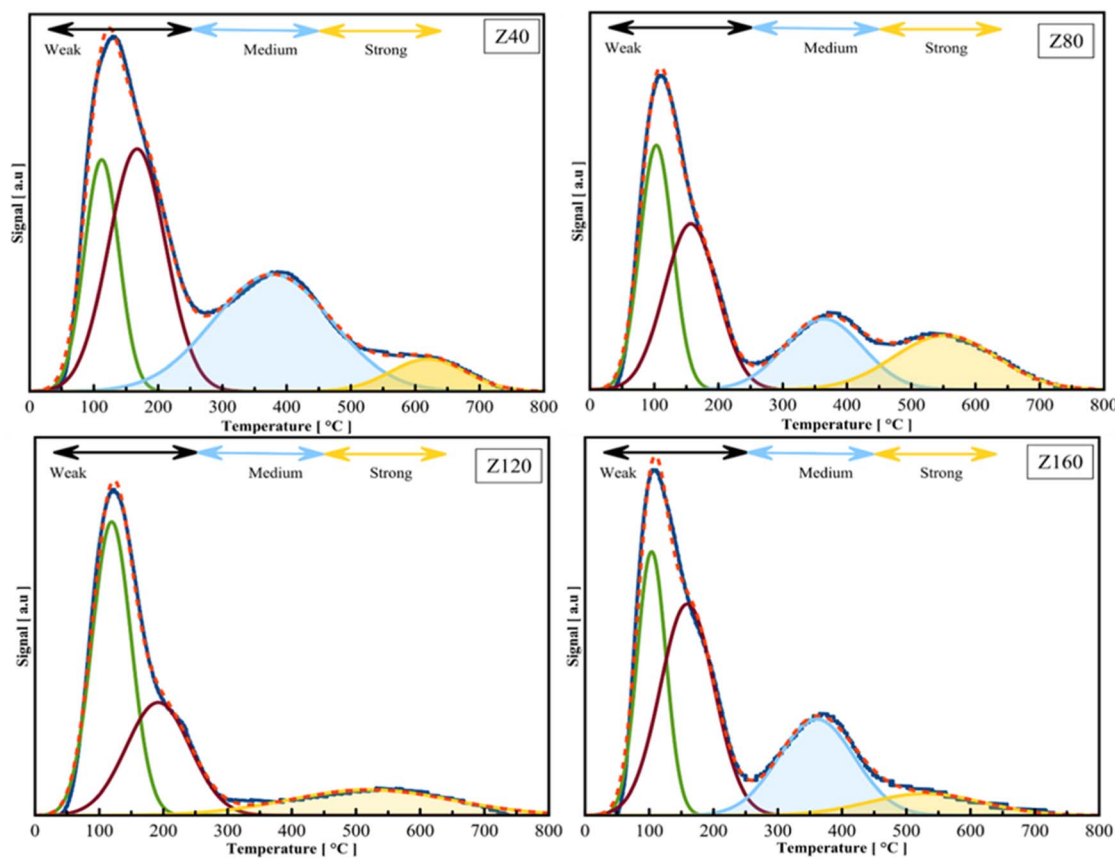 Weak Medium Strong Z40
Signal [ a.u ]
0 100 200 300 400 500 600 700 800
Temperature [ °C ]
Weak Medium Strong Z80
Signal [ a.u ]
0 100 200 300 400 500 600 700 800
Temperature [ °C ]
Weak Medium Strong Z120
Signal [ a.u ]
0 100 200 300 400 500 600 700 800
Temperature [ °C ]
Weak Medium Strong Z160
Signal [ a.u ]
0 100 200 300 400 500 600 700 800
Temperature [ °C ]